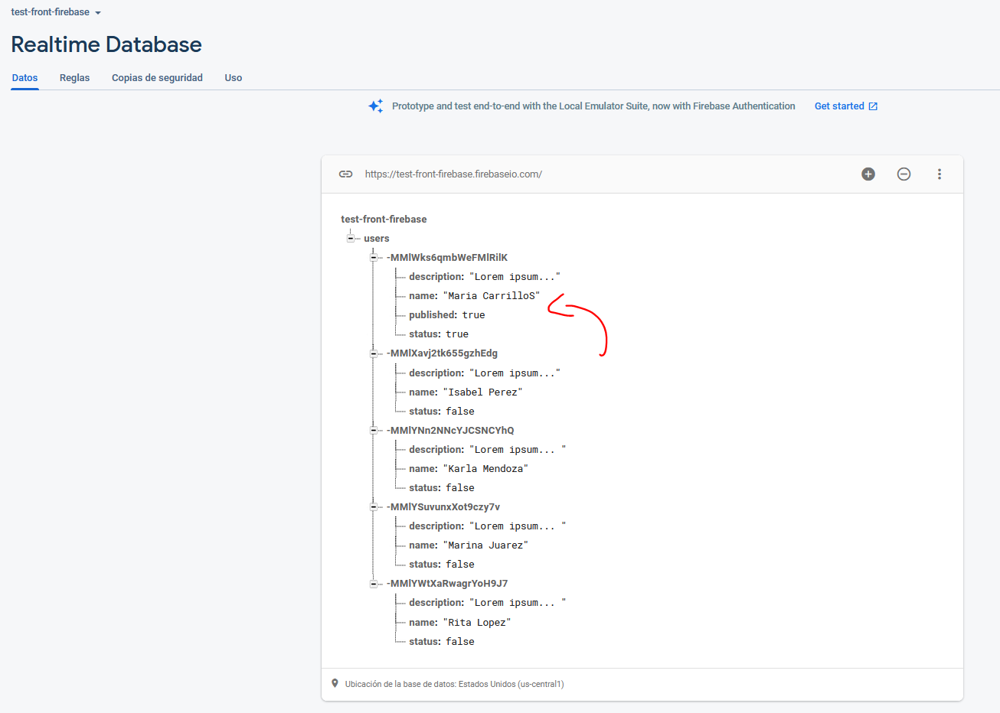 test-front-firebase
Realtime Database
Datos Reglas Copias de seguridad Uso
Prototype and test end-to-end with the Local Emulator Suite, now with Firebase Authentication Get started
https://test-front-firebase.firebaseio.com/
test-front-firebase
users
-MMlWks6qmbWeFMlRilK
description: "Lorem ipsum..."
name: "Maria CarrilloS"
published: true
status: true
-MMlXavj2tk655gzhEdg
description: "Lorem ipsum..."
name: "Isabel Perez"
status: false
-MMlYNn2NNcYJCSNCYhQ
description: "Lorem ipsum... "
name: "Karla Mendoza"
status: false
-MMlYSuvunxXot9czy7v
description: "Lorem ipsum... "
name: "Marina Juarez"
status: false
-MMlYWtXaRwagrYoH9J7
description: "Lorem ipsum... "
name: "Rita Lopez"
status: false
Ubicación de la base de datos: Estados Unidos (us-central1)